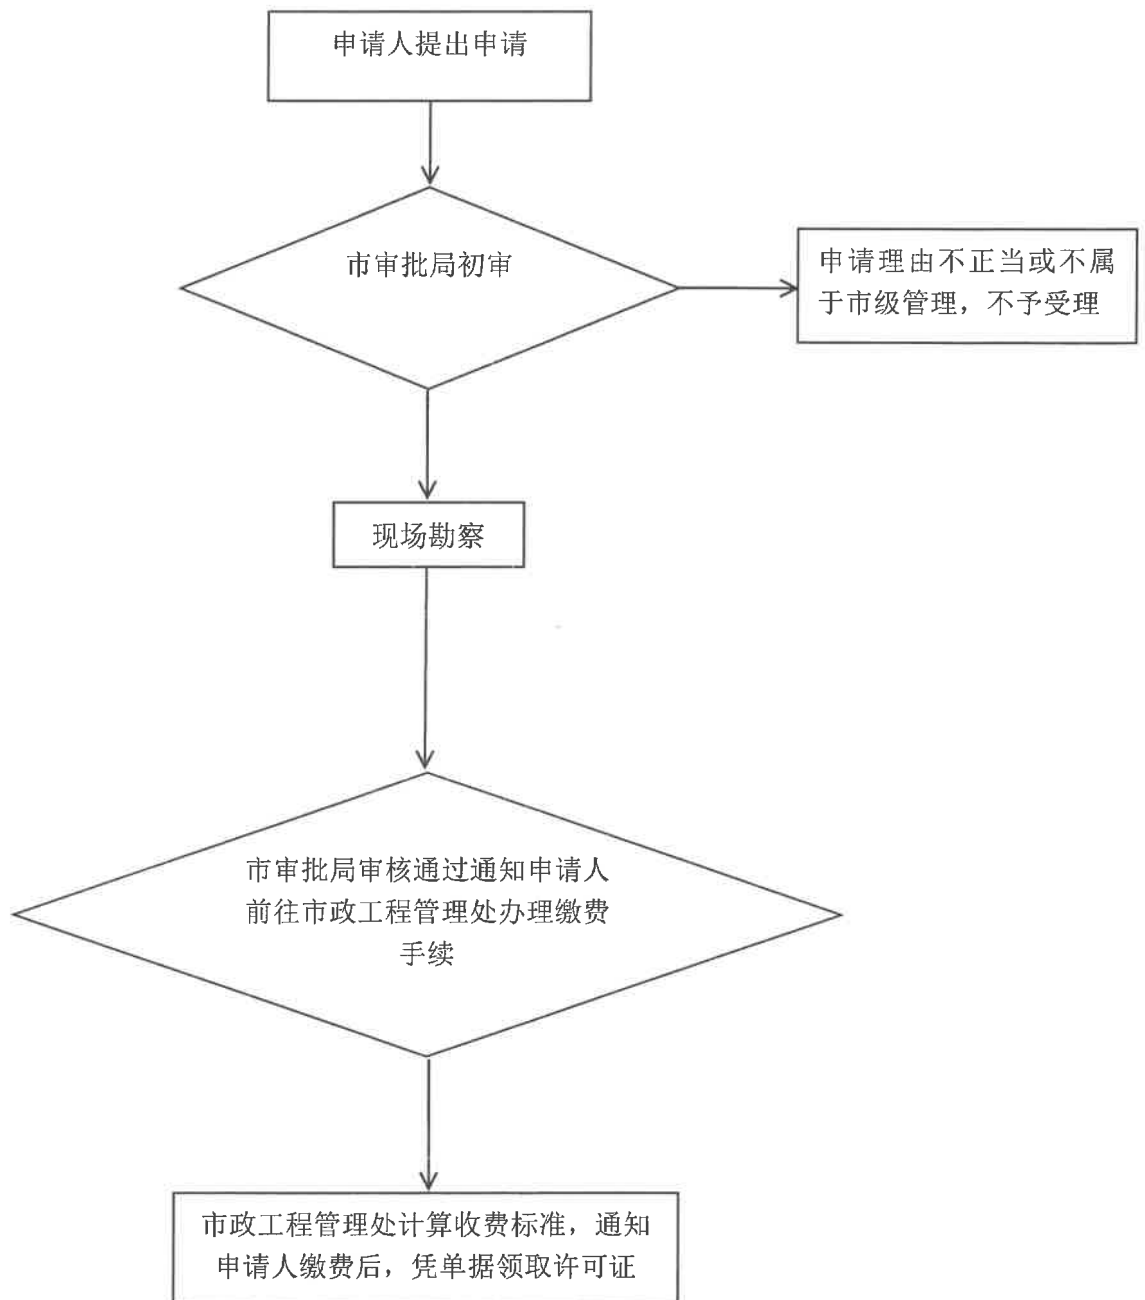 申请人提出申请
市审批局初审
申请理由不正当或不属
于市级管理，不予受理
现场勘察
市审批局审核通过通知申请人
前往市政工程管理处办理缴费
手续
市政工程管理处计算收费标准，通知
申请人缴费后，凭单据领取许可证